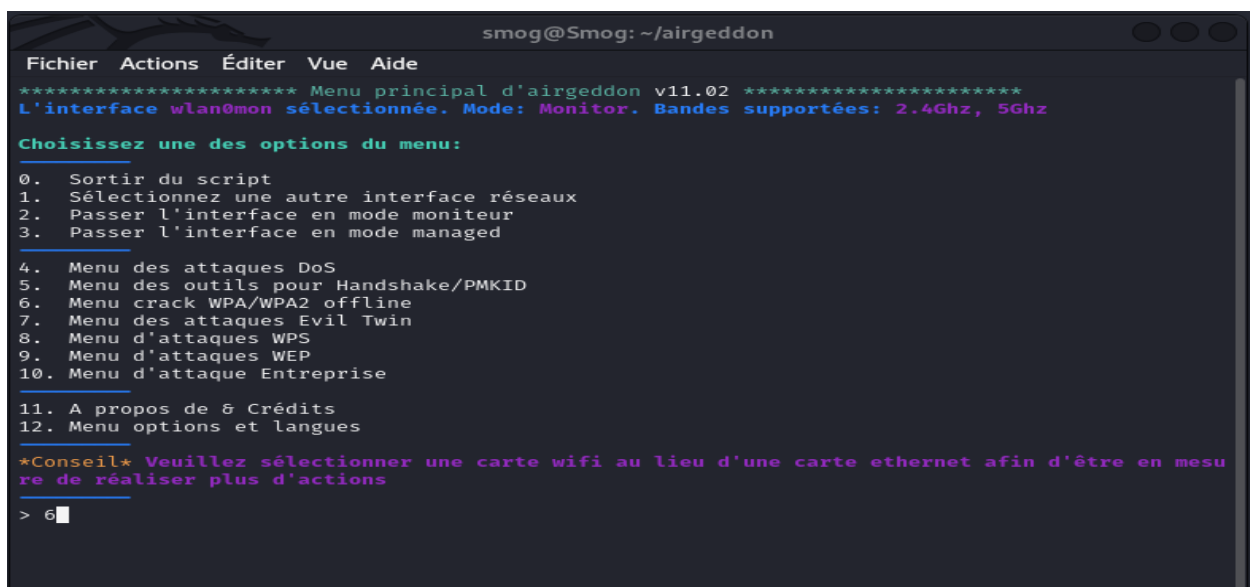 smog@Smog: ~/airgeddon
Fichier Actions Éditer Vue Aide
********************** Menu principal d'airgeddon v11.02 **********************
L'interface wlan0mon sélectionnée. Mode: Monitor. Bandes supportées: 2.4Ghz, 5Ghz
Choisissez une des options du menu:
0. Sortir du script
1. Sélectionnez une autre interface réseaux
2. Passer l'interface en mode moniteur
3. Passer l'interface en mode managed
4. Menu des attaques DoS
5. Menu des outils pour Handshake/PMKID
6. Menu crack WPA/WPA2 offline
7. Menu des attaques Evil Twin
8. Menu d'attaques WPS
9. Menu d'attaques WEP
10. Menu d'attaque Entreprise
11. A propos de & Crédits
12. Menu options et langues
*Conseil* Veuillez sélectionner une carte wifi au lieu d'une carte ethernet afin d'être en mesu
re de réaliser plus d'actions
> 6